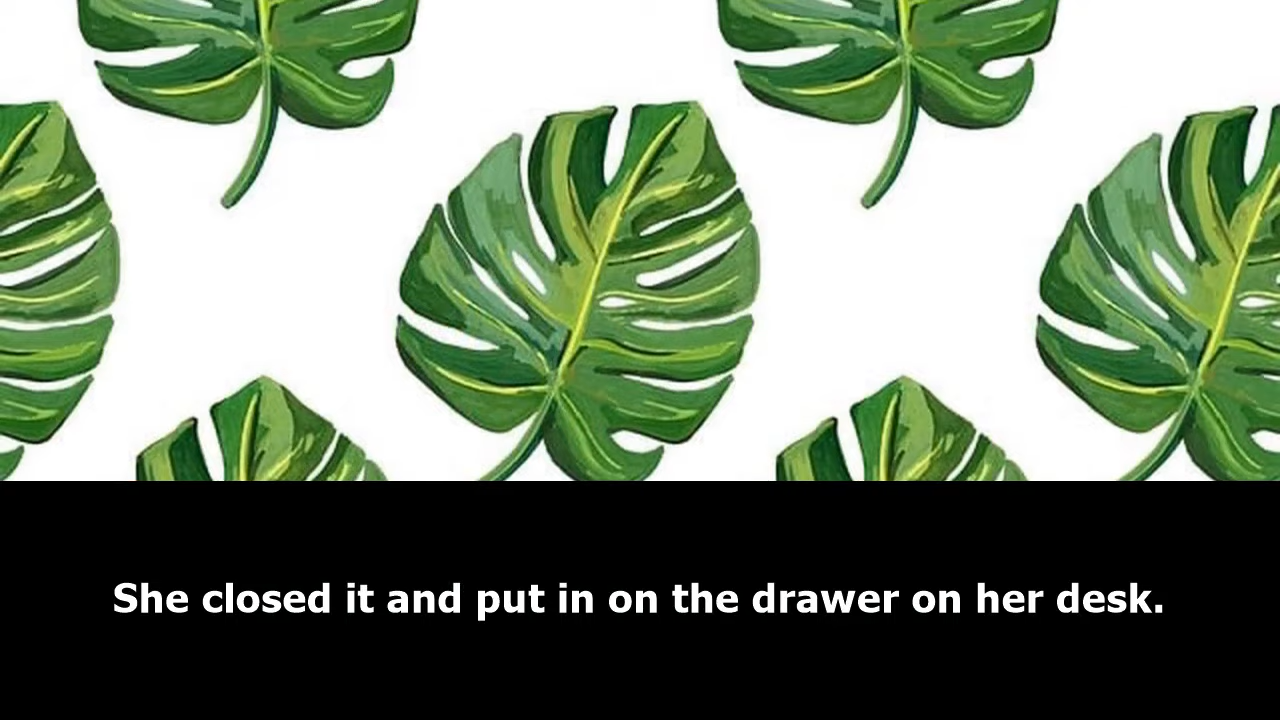 She closed it and put in on the drawer on her desk.